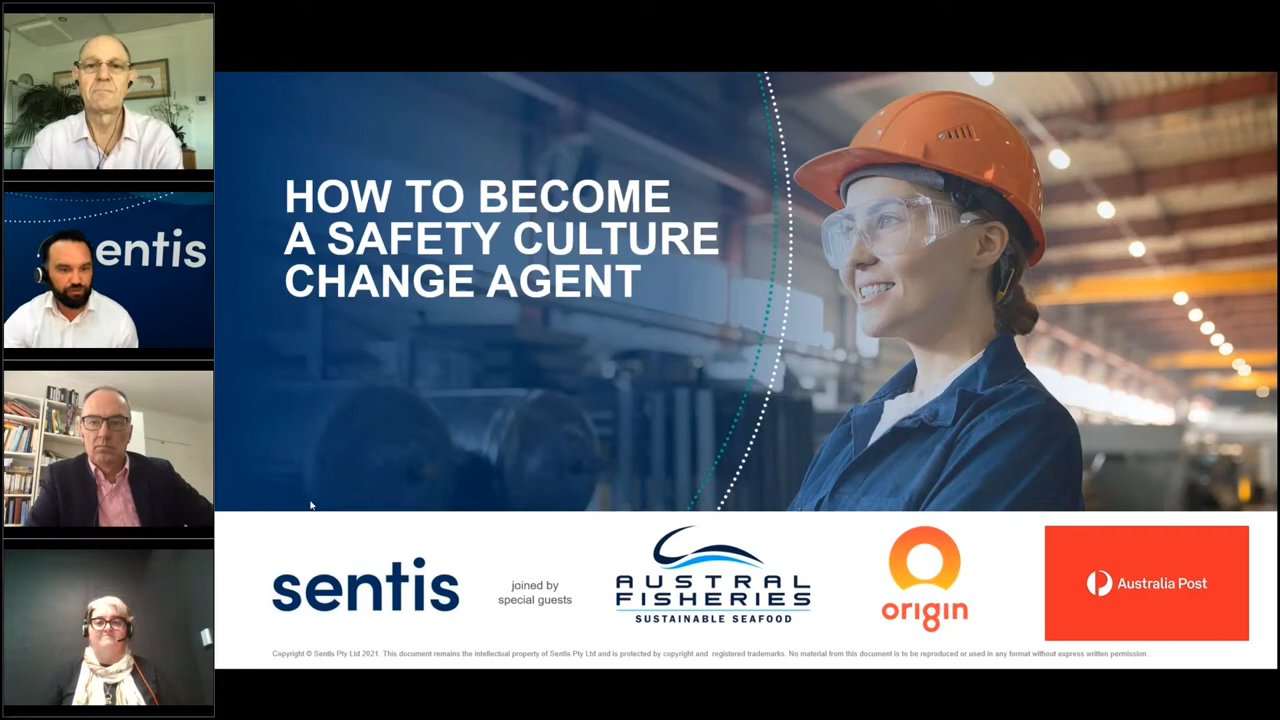 HOW TO BECOME
A SAFETY CULTURE
CHANGE AGENT
entis
sentis
joined by
special guests
AUSTRAL
FISHERIES
SUSTAINABLE SEAFOOD
origin
Australia Post
Copyright © Sentis Pty Ltd 2021. This document remains the intellectual property of Sentis Pty Ltd and is protected by copyright and registered trademarks. No material from this document is to be reproduced or used in any format without express written permission.